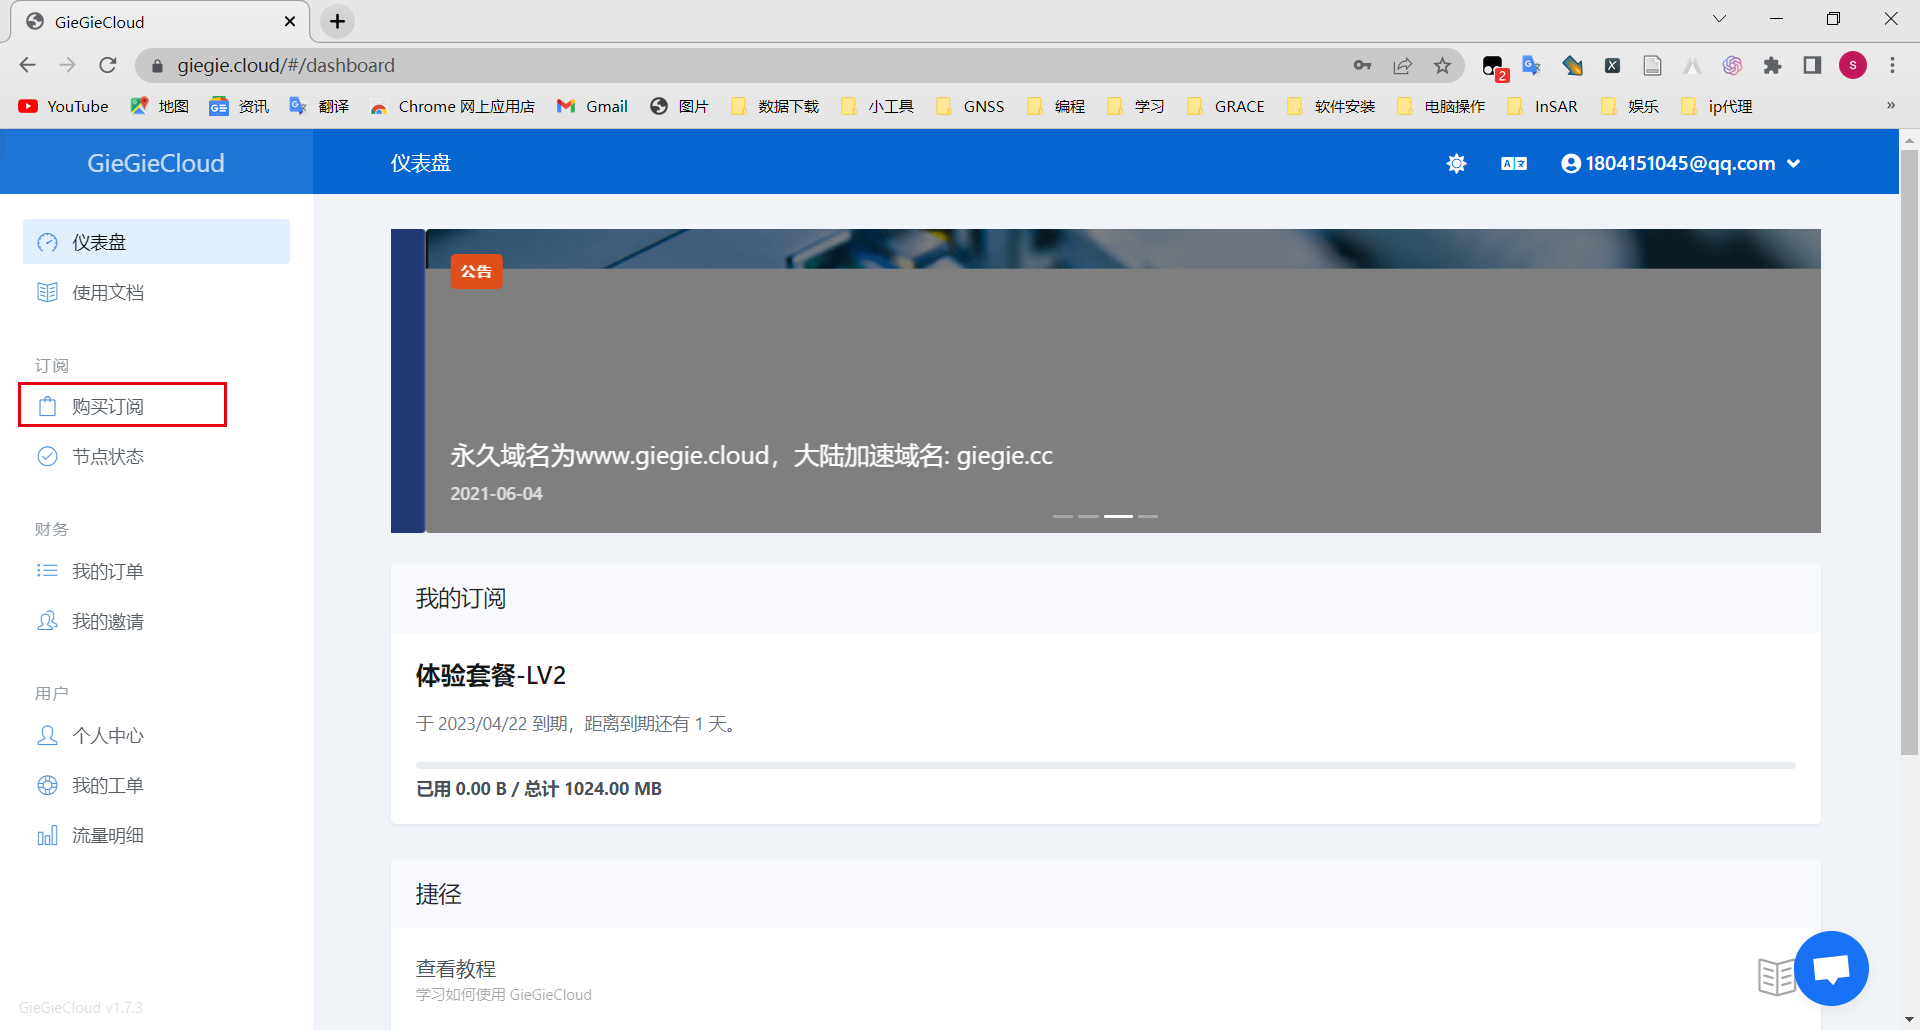 GieGieCloud
giegie.cloud/#/dashboard
2
S
YouTube 地图 资讯 翻译 Chrome 网上应用店 Gmail 图片 数据下载 小工具 GNSS 编程 学习 GRACE 软件安装 电脑操作 InSAR 娱乐 ip代理 »
GieGieCloud
仪表盘
1804151045@qq.com
仪表盘
使用文档
订阅
购买订阅
节点状态
财务
我的订单
我的邀请
用户
个人中心
我的工单
流量明细
GieGieCloud v1.7.3
公告
永久域名为www.giegie.cloud，大陆加速域名: giegie.cc
2021-06-04
我的订阅
体验套餐-LV2
于 2023/04/22 到期，距离到期还有 1 天。
已用 0.00 B / 总计 1024.00 MB
捷径
查看教程
学习如何使用 GieGieCloud